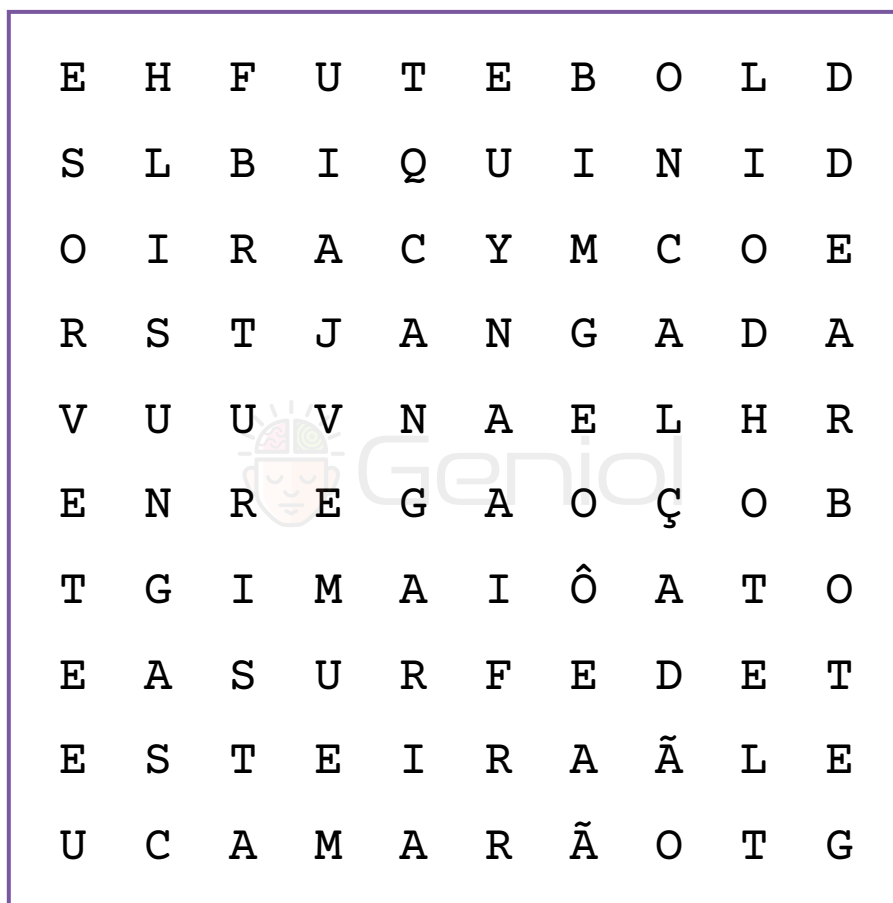 E H F U T E B O L D
S L B I Q U I N I D
O I R A C Y M C O E
R S T J A N G A D A
V U U V N A E L H R
E N R E G A O Ç O B
T G I M A I Ô A T O
E A S U R F E D E T
E S T E I R A Ã L E
U C A M A R Ã O T G
Geniol